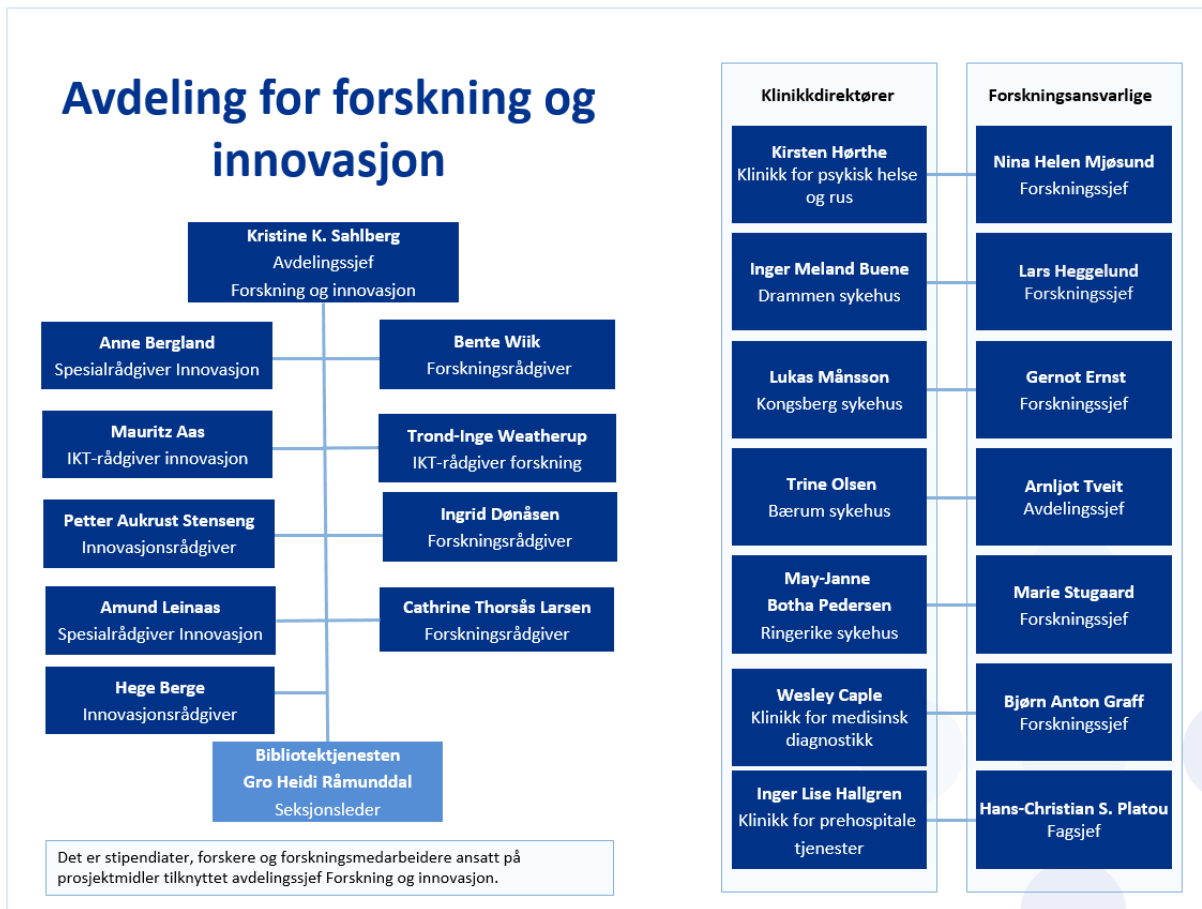 Avdeling for forskning og
innovasjon
Kristine K. Sahlberg
Avdelingssjef
Forskning og innovasjon
Anne Bergland
Spesialrådgiver Innovasjon
Bente Wiik
Forskningsrådgiver
Mauritz Aas
IKT-rådgiver innovasjon
Trond-Inge Weatherup
IKT-rådgiver forskning
Petter Aukrust Stenseng
Innovasjonsrådgiver
Ingrid Dønåsen
Forskningsrådgiver
Amund Leinaas
Spesialrådgiver Innovasjon
Cathrine Thorsås Larsen
Forskningsrådgiver
Hege Berge
Innovasjonsrådgiver
Bibliotektjenesten
Gro Heidi Råmunddal
Seksjonsleder
Det er stipendiater, forskere og forskningsmedarbeidere ansatt på
prosjektmidler tilknyttet avdelingssjef Forskning og innovasjon.
Klinikkdirektører
Forskningsansvarlige
Kirsten Hørthe
Klinikk for psykisk helse
og rus
Nina Helen Mjøsund
Forskningssjef
Inger Meland Buene
Drammen sykehus
Lars Heggelund
Forskningssjef
Lukas Månsson
Kongsberg sykehus
Gernot Ernst
Forskningssjef
Trine Olsen
Bærum sykehus
Arnljot Tveit
Avdelingssjef
May-Janne
Botha Pedersen
Ringerike sykehus
Marie Stugaard
Forskningssjef
Wesley Caple
Klinikk for medisinsk
diagnostikk
Bjørn Anton Graff
Forskningssjef
Inger Lise Hallgren
Klinikk for prehospitale
tjenester
Hans-Christian S. Platou
Fagsjef